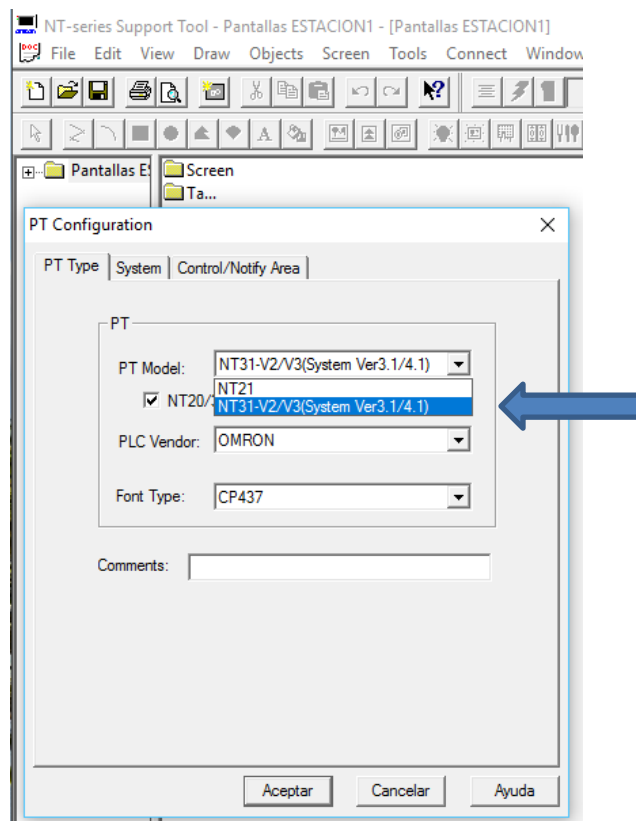 NT-series Support Tool - Pantallas ESTACION1 - [Pantallas ESTACION1]
File Edit View Draw Objects Screen Tools Connect Window
Pantallas E
Screen
Ta...
PT Configuration
PT Type System Control/Notify Area
PT
PT Model: NT31-V2/V3(System Ver3.1/4.1)
NT21
NT20/ NT31-V2/V3(System Ver3.1/4.1)
PLC Vendor: OMRON
Font Type: CP437
Comments:
Aceptar Cancelar Ayuda